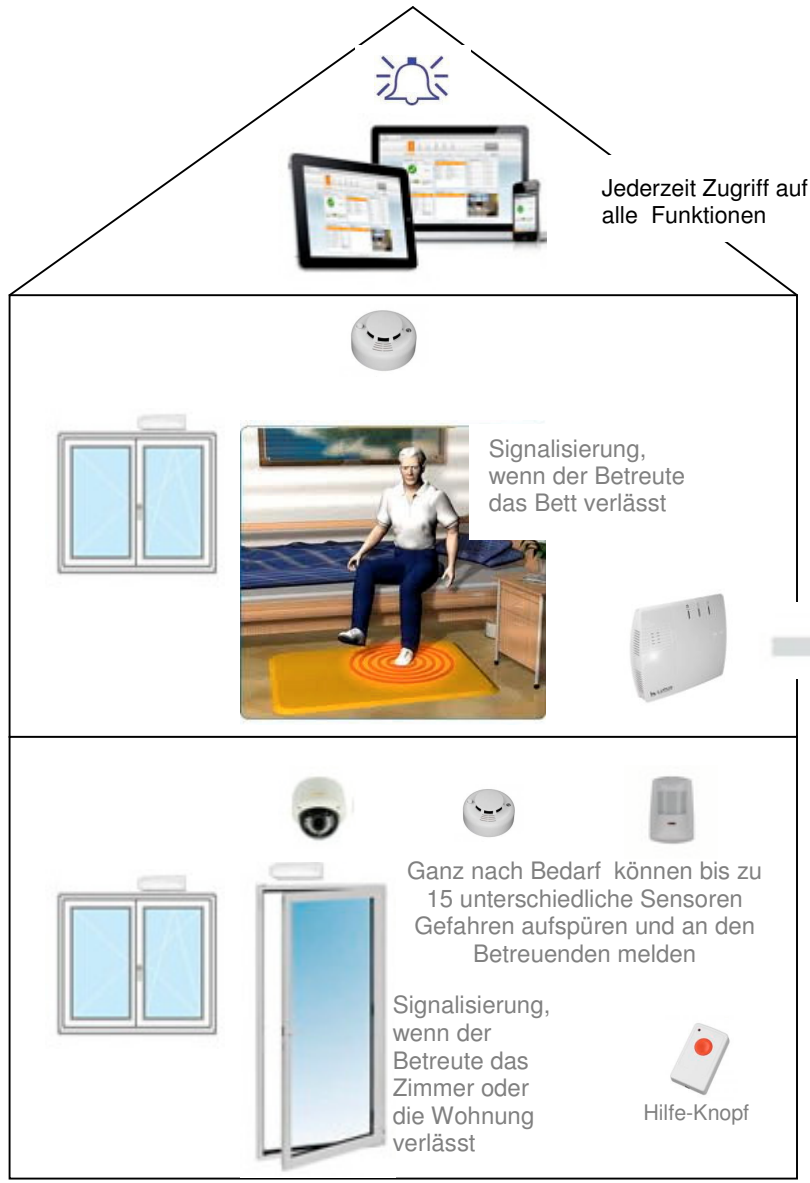 Jederzeit Zugriff auf
alle Funktionen
Signalisierung,
wenn der Betreute
das Bett verlässt
Ganz nach Bedarf können bis zu
15 unterschiedliche Sensoren
Gefahren aufspüren und an den
Betreuenden melden
Signalisierung,
wenn der
Betreute das
Zimmer oder
die Wohnung
verlässt
Hilfe-Knopf